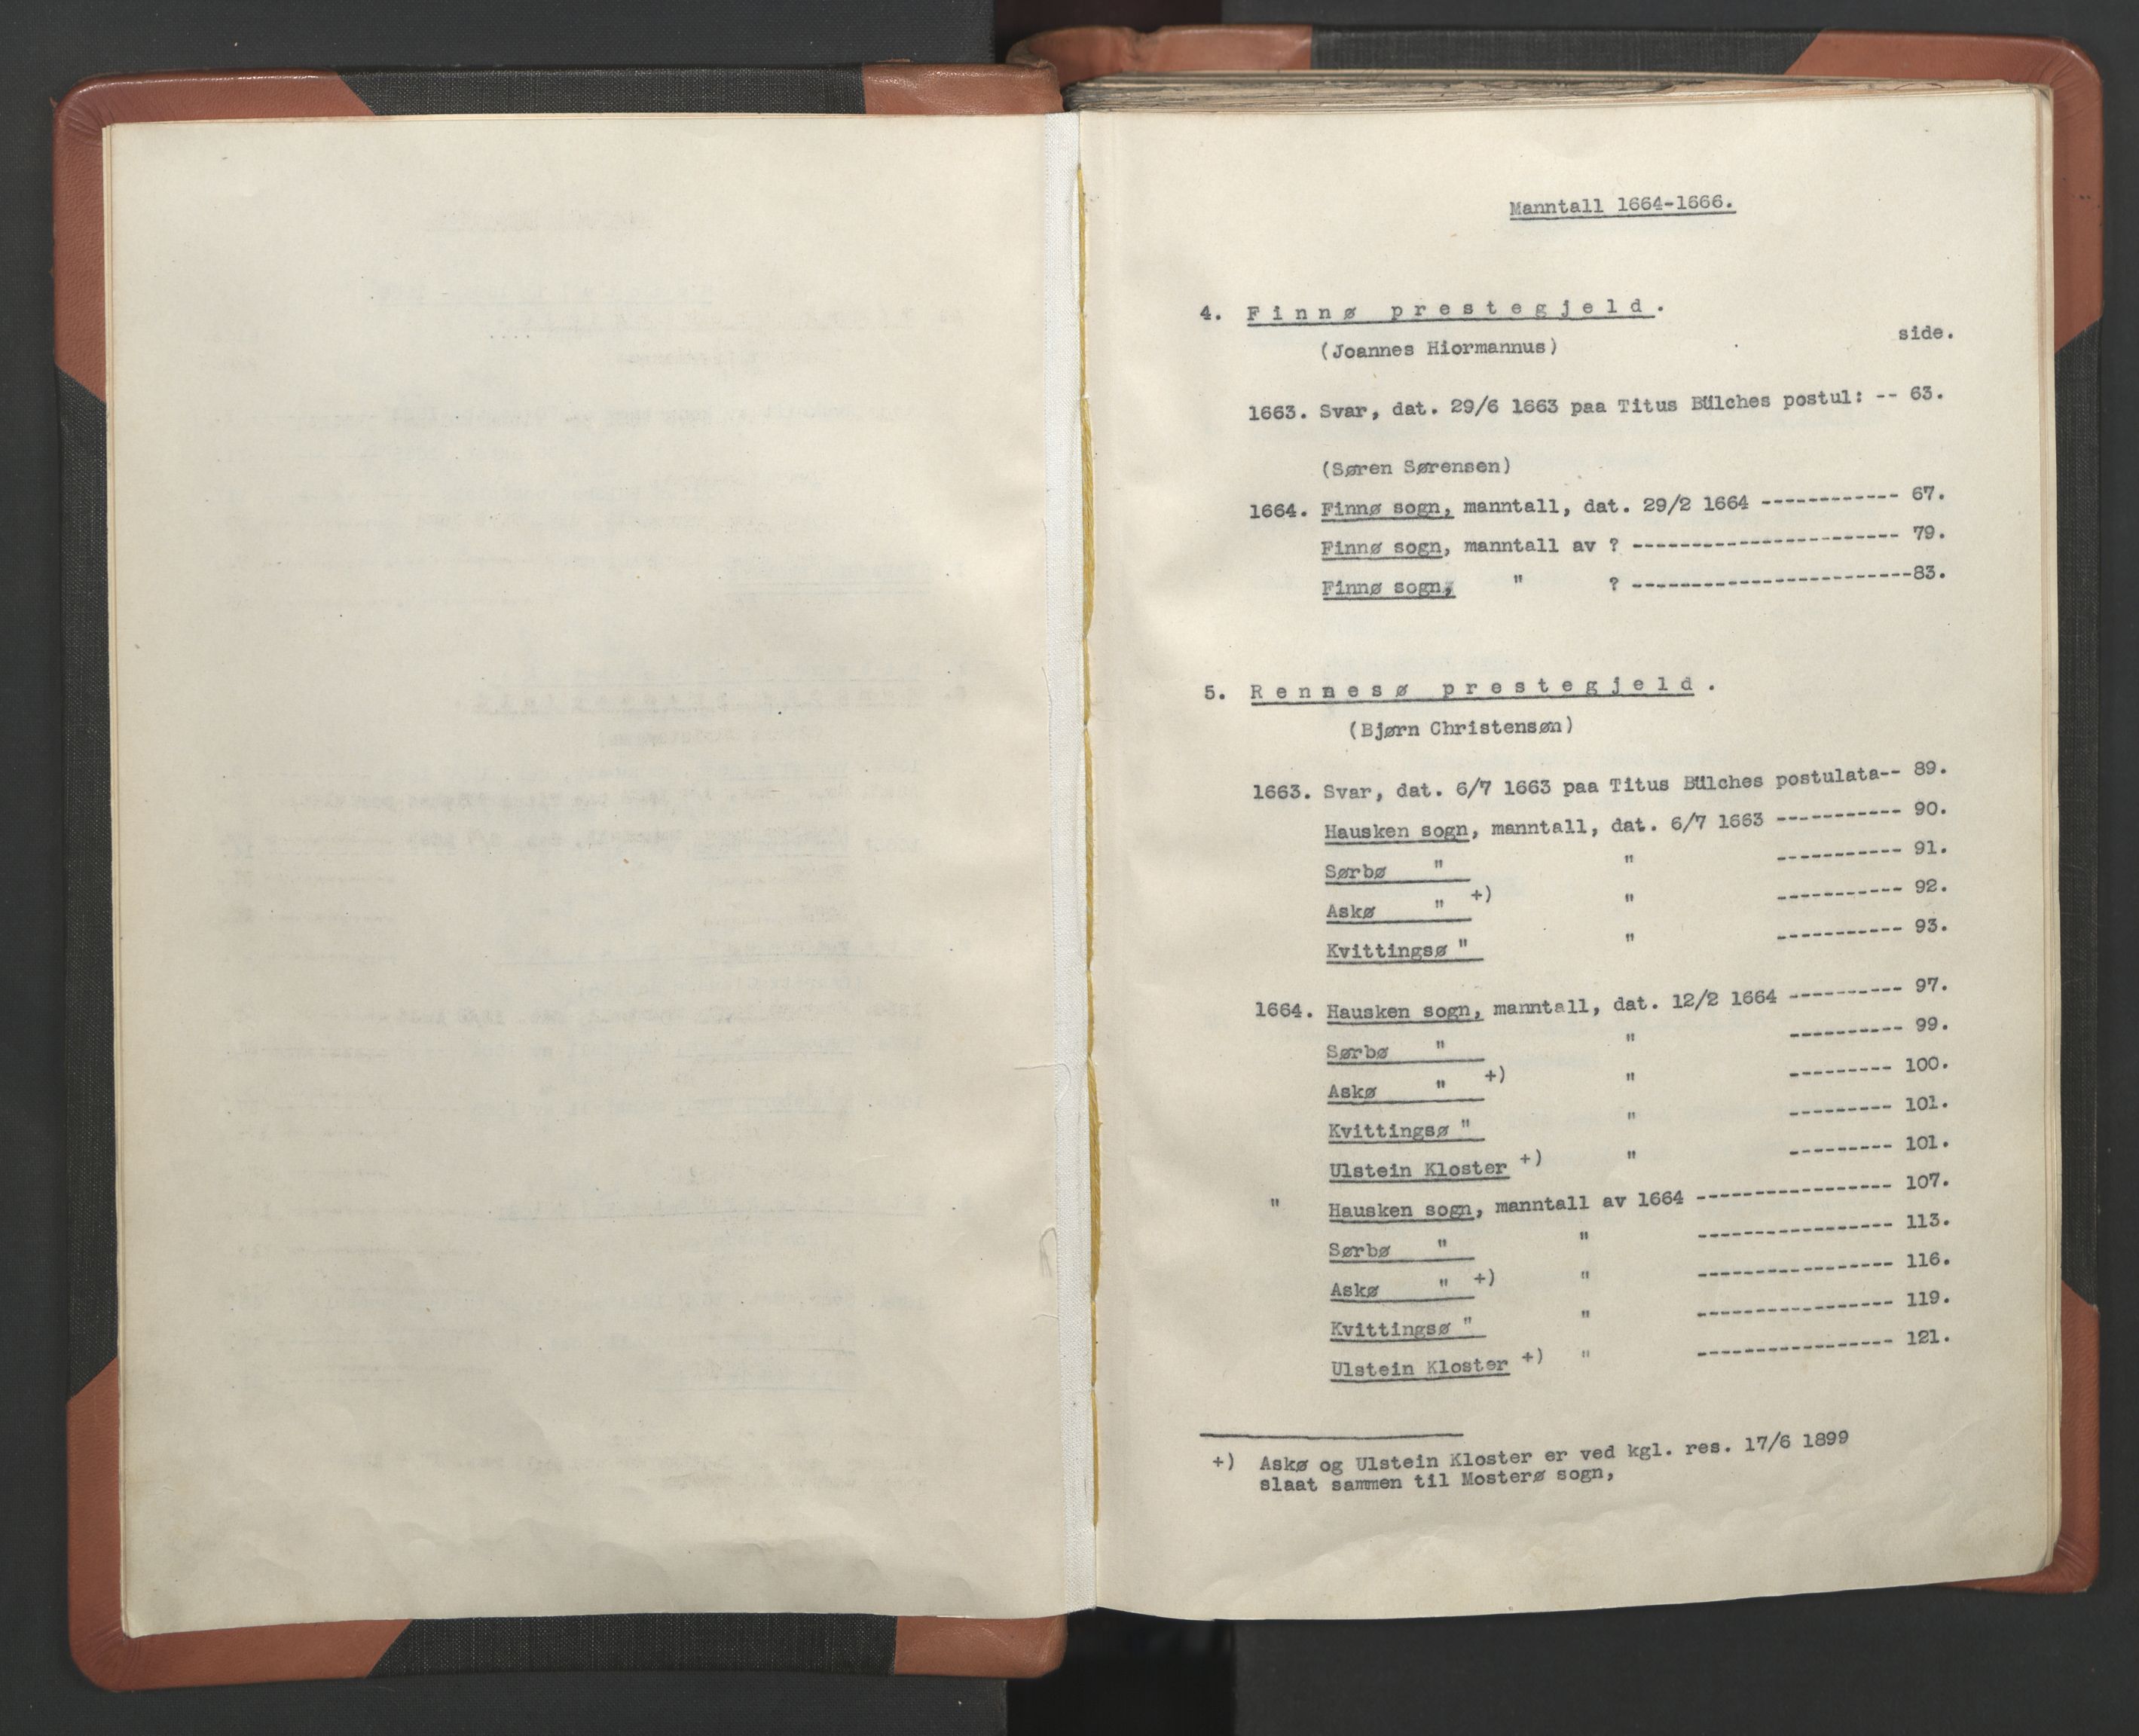 Manntall 1664-1666.
4. Finnø prestegjeld.
side.
(Joannes Hiormannus)
1663. Svar, dat. 29/6 1663 paa Titus Bülches postul: -- 63.
(Søren Sørensen)
1664. Finnø sogn, manntall, dat. 29/2 1664 ------------ 67.
Finnø sogn, manntall av ? ----------------------- 79.
Finnø sogn, " ? ------------------------83.
5. Rennesø prestegjeld.
(Bjørn Christensøn)
1663. Svar, dat. 6/7 1663 paa Titus Bülches postulata-- 89.
Hausken sogn, manntall, dat. 6/7 1663 ----------- 90.
Sørbø " " ----------- 91.
Askø " +) " ----------- 92.
Kvittingsø " " ----------- 93.
1664. Hausken sogn, manntall, dat. 12/2 1664 ---------- 97.
Sørbø " " ---------- 99.
Askø " +) " --------- 100.
Kvittingsø " " --------- 101.
Ulstein Kloster +) " --------- 101.
" Hausken sogn, manntall av 1664 ----------------- 107.
Sørbø " " ----------------- 113.
Askø " +) " ----------------- 116.
Kvittingsø " " ----------------- 119.
Ulstein Kloster +) " ----------------- 121.
+) Askø og Ulstein Kloster er ved kgl. res. 17/6 1899
slaat sammen til Mosterø sogn,